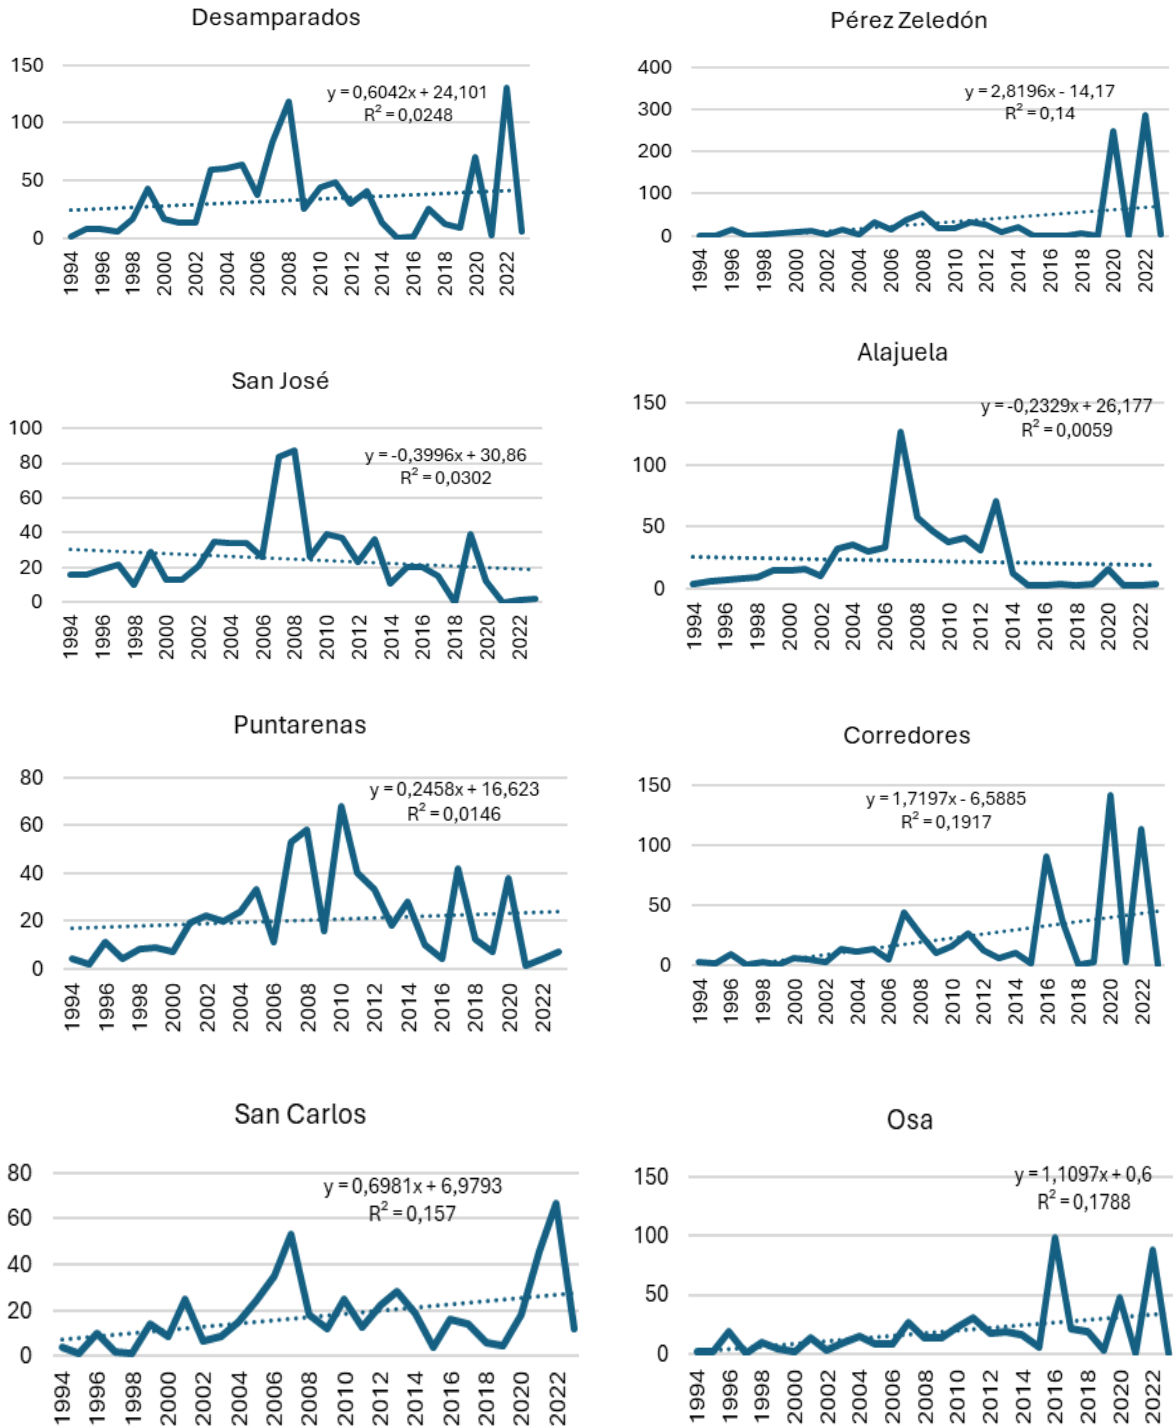 Desamparados
150
100
50
0
y = 0,6042x + 24,101
R² = 0,0248
1994 1996 1998 2000 2002 2004 2006 2008 2010 2012 2014 2016 2018 2020 2022
Pérez Zeledón
400
300
200
100
0
y = 2,8196x - 14,17
R² = 0,14
1994 1996 1998 2000 2002 2004 2006 2008 2010 2012 2014 2016 2018 2020 2022
San José
100
80
60
40
20
0
y = -0,3996x + 30,86
R² = 0,0302
1994 1996 1998 2000 2002 2004 2006 2008 2010 2012 2014 2016 2018 2020 2022
Alajuela
150
100
50
0
y = -0,2329x + 26,177
R² = 0,0059
1994 1996 1998 2000 2002 2004 2006 2008 2010 2012 2014 2016 2018 2020 2022
Puntarenas
80
60
40
20
0
y = 0,2458x + 16,623
R² = 0,0146
1994 1996 1998 2000 2002 2004 2006 2008 2010 2012 2014 2016 2018 2020 2022
Corredores
150
100
50
0
y = 1,7197x - 6,5885
R² = 0,1917
1994 1996 1998 2000 2002 2004 2006 2008 2010 2012 2014 2016 2018 2020 2022
San Carlos
80
60
40
20
0
y = 0,6981x + 6,9793
R² = 0,157
1994 1996 1998 2000 2002 2004 2006 2008 2010 2012 2014 2016 2018 2020 2022
Osa
150
100
50
0
y = 1,1097x + 0,6
R² = 0,1788
1994 1996 1998 2000 2002 2004 2006 2008 2010 2012 2014 2016 2018 2020 2022